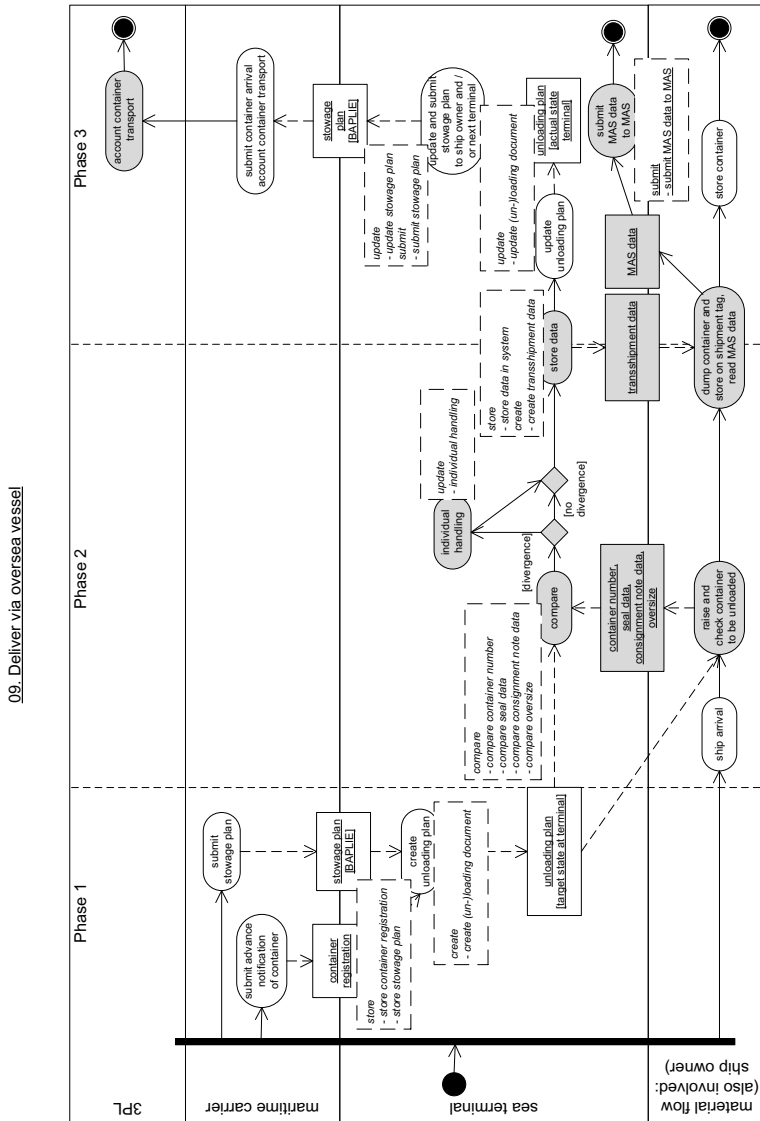 09. Deliver via oversea vessel
Phase 1
Phase 2
Phase 3
3PL
account container
transport
maritime carrier
submit
stowage plan
submit advance
notification
of container
submit container arrival
account container transport
sea terminal
container
registration
stowage plan
[BAPLIE]
store
- store container registration
- store stowage plan
create
unloading plan
create
- create (un-)loading document
unloading plan
[target state at terminal]
compare
- compare container number
- compare seal data
- compare consignment note data
- compare oversize
compare
container number,
seal data,
consignment note data,
oversize
[divergence]
[no
divergence]
individual
handling
update
- individual handling
store
- store data in system
create
- create transshipment data
store data
transshipment data
MAS data
stowage
plan
[BAPLIE]
update
- update stowage plan
submit
- submit stowage plan
update and submit
stowage plan
to ship owner and /
or next terminal
update
- update (un-)loading document
update
unloading plan
unloading plan
[actual state
terminal]
submit
MAS data
to MAS
submit
- submit MAS data to MAS
material flow
(also involved:
ship owner)
ship arrival
raise and
check container
to be unloaded
dump container and
store on shipment tag,
read MAS data
store container